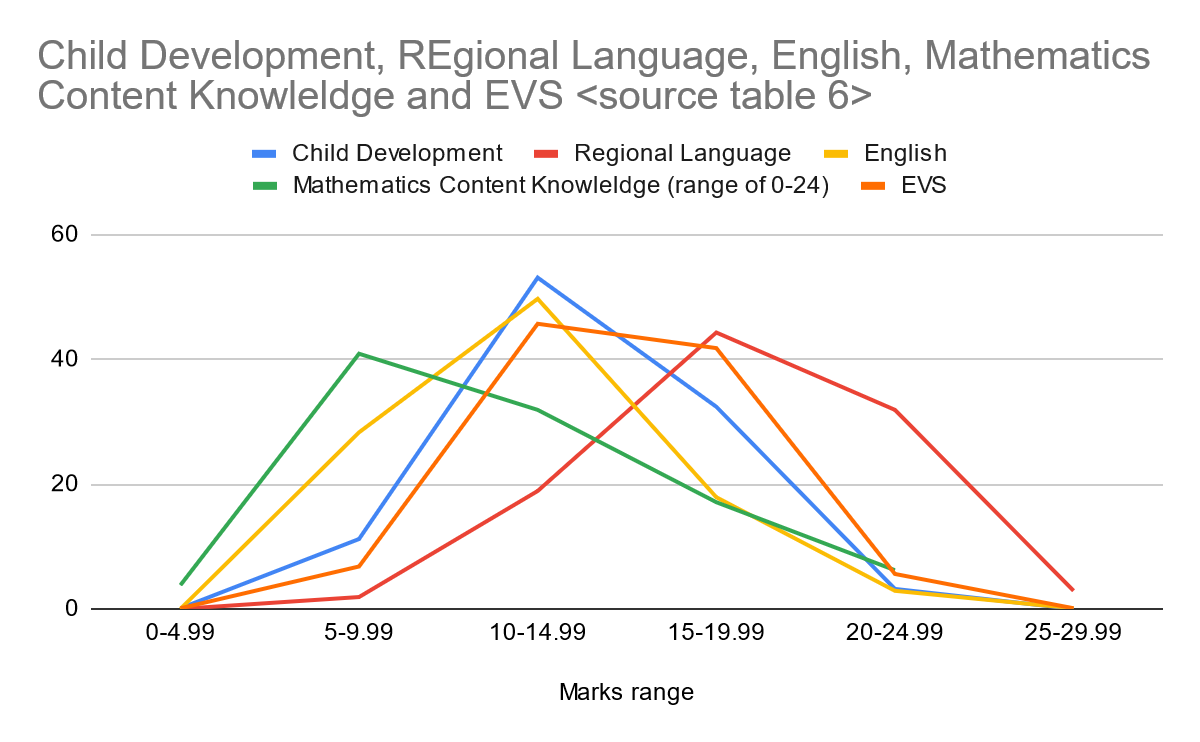 Child Development, REgional Language, English, Mathematics
Content Knowleldge and EVS <source table 6>
Child Development Regional Language English
Mathematics Content Knowleldge (range of 0-24) EVS
60
40
20
0
0-4.99 5-9.99 10-14.99 15-19.99 20-24.99 25-29.99
Marks range